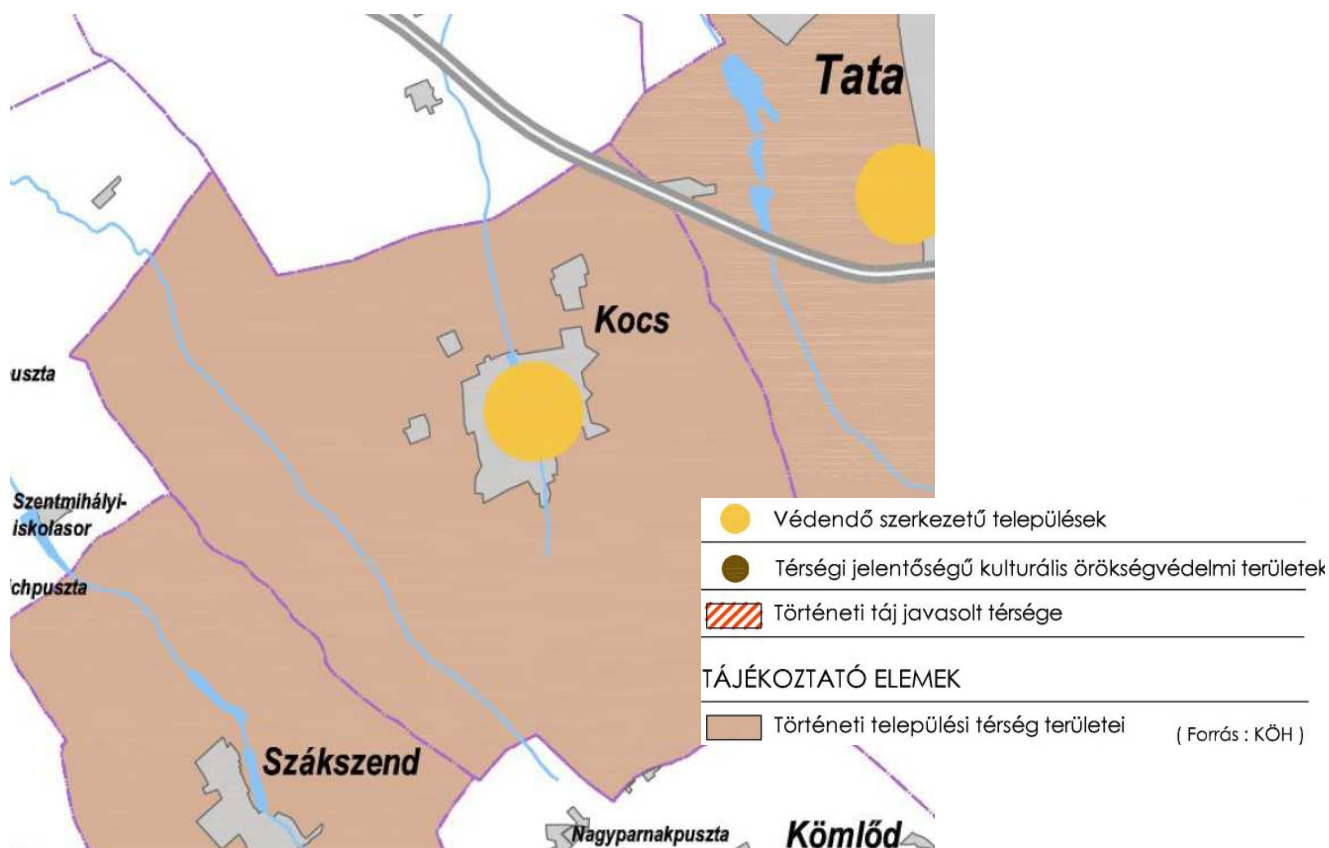 Tata
Kocs
uszta
Szentmihályi-
iskolasor
chpuszta
Védendő szerkezetű települések
Térségi jelentőségű kulturális örökségvédelmi területek
Történeti táj javasolt térsége
TÁJÉKOZTATÓ ELEMEK
Történeti települési térség területei ( Forrás : KÖH )
Szákszend
Nagyparnakpuszta
Kömlőd